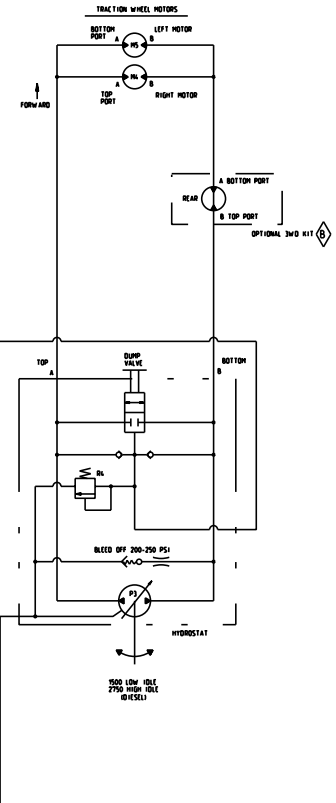 TRACTION WHEEL MOTORS
BOTTOM PORT
LEFT MOTOR
A
B
M5
M4
A
B
TOP PORT
RIGHT MOTOR
FORWARD
A BOTTOM PORT
REAR
B TOP PORT
OPTIONAL 3WD KIT
B
TOP
A
DUMP VALVE
BOTTOM
B
R4
BLEED OFF 200-250 PSI
P3
HYDROSTAT
1500 LOW IDLE
2750 HIGH IDLE
(DIESEL)